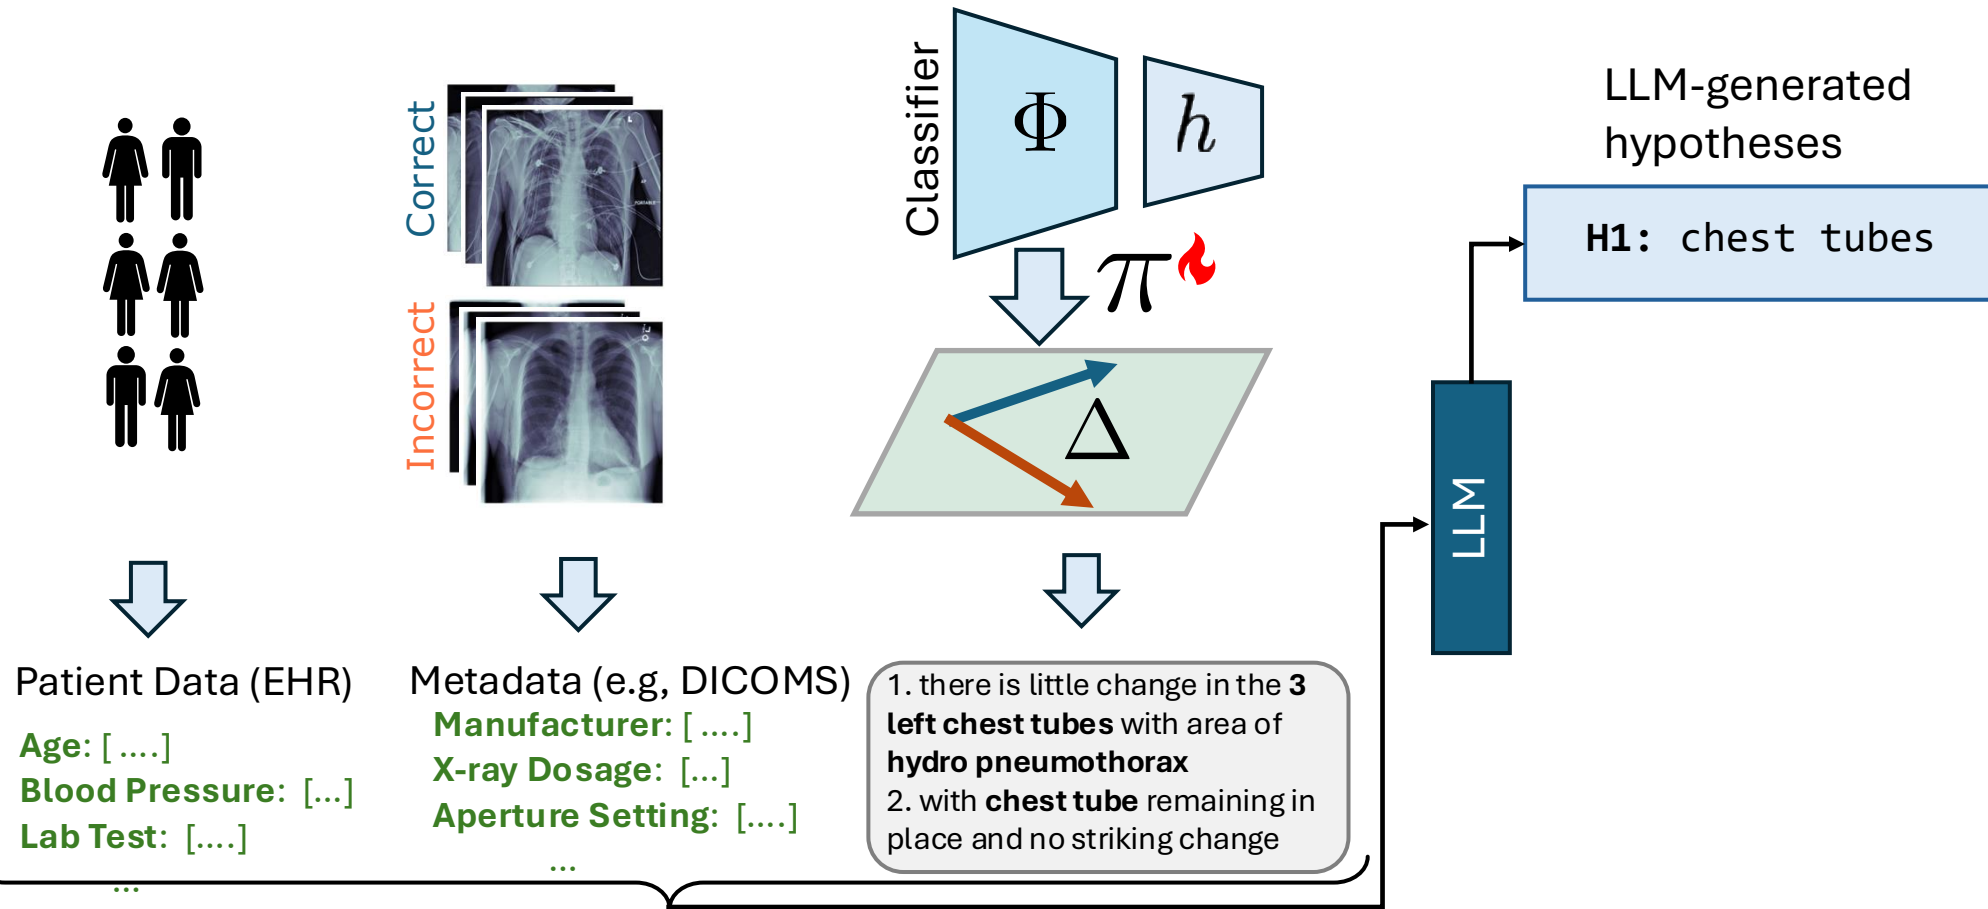 Correct
Incorrect
Classifier
Φ
h
π
Δ
LLM-generated
hypotheses
H1: chest tubes
LLM
Patient Data (EHR)
Age: [ ....]
Blood Pressure: [...]
Lab Test: [....]
...
Metadata (e.g, DICOMS)
Manufacturer: [ ....]
X-ray Dosage: [...]
Aperture Setting: [....]
...
1. there is little change in the 3
left chest tubes with area of
hydro pneumothorax
2. with chest tube remaining in
place and no striking change